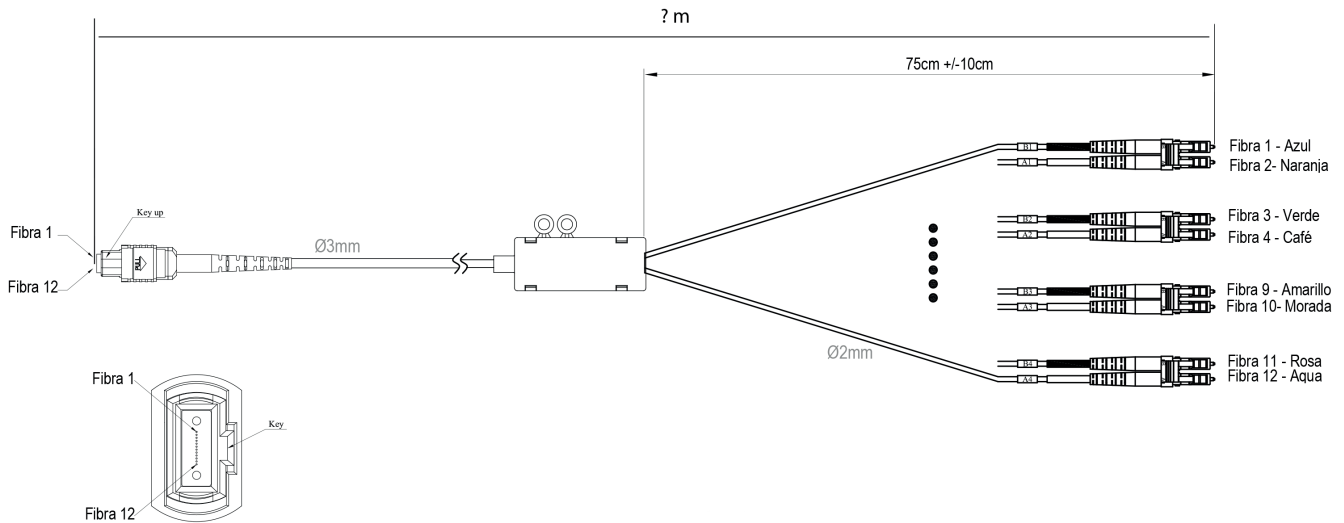 ? m
75cm +/-10cm
B1
Fibra 1 - Azul
A1
Fibra 2- Naranja
Key up
Fibra 1
PULL
Ø3mm
Fibra 12
B2
Fibra 3 - Verde
A2
Fibra 4 - Café
B3
Fibra 9 - Amarillo
A3
Fibra 10- Morada
Ø2mm
B4
Fibra 11 - Rosa
A4
Fibra 12 - Aqua
Fibra 1
Key
Fibra 12